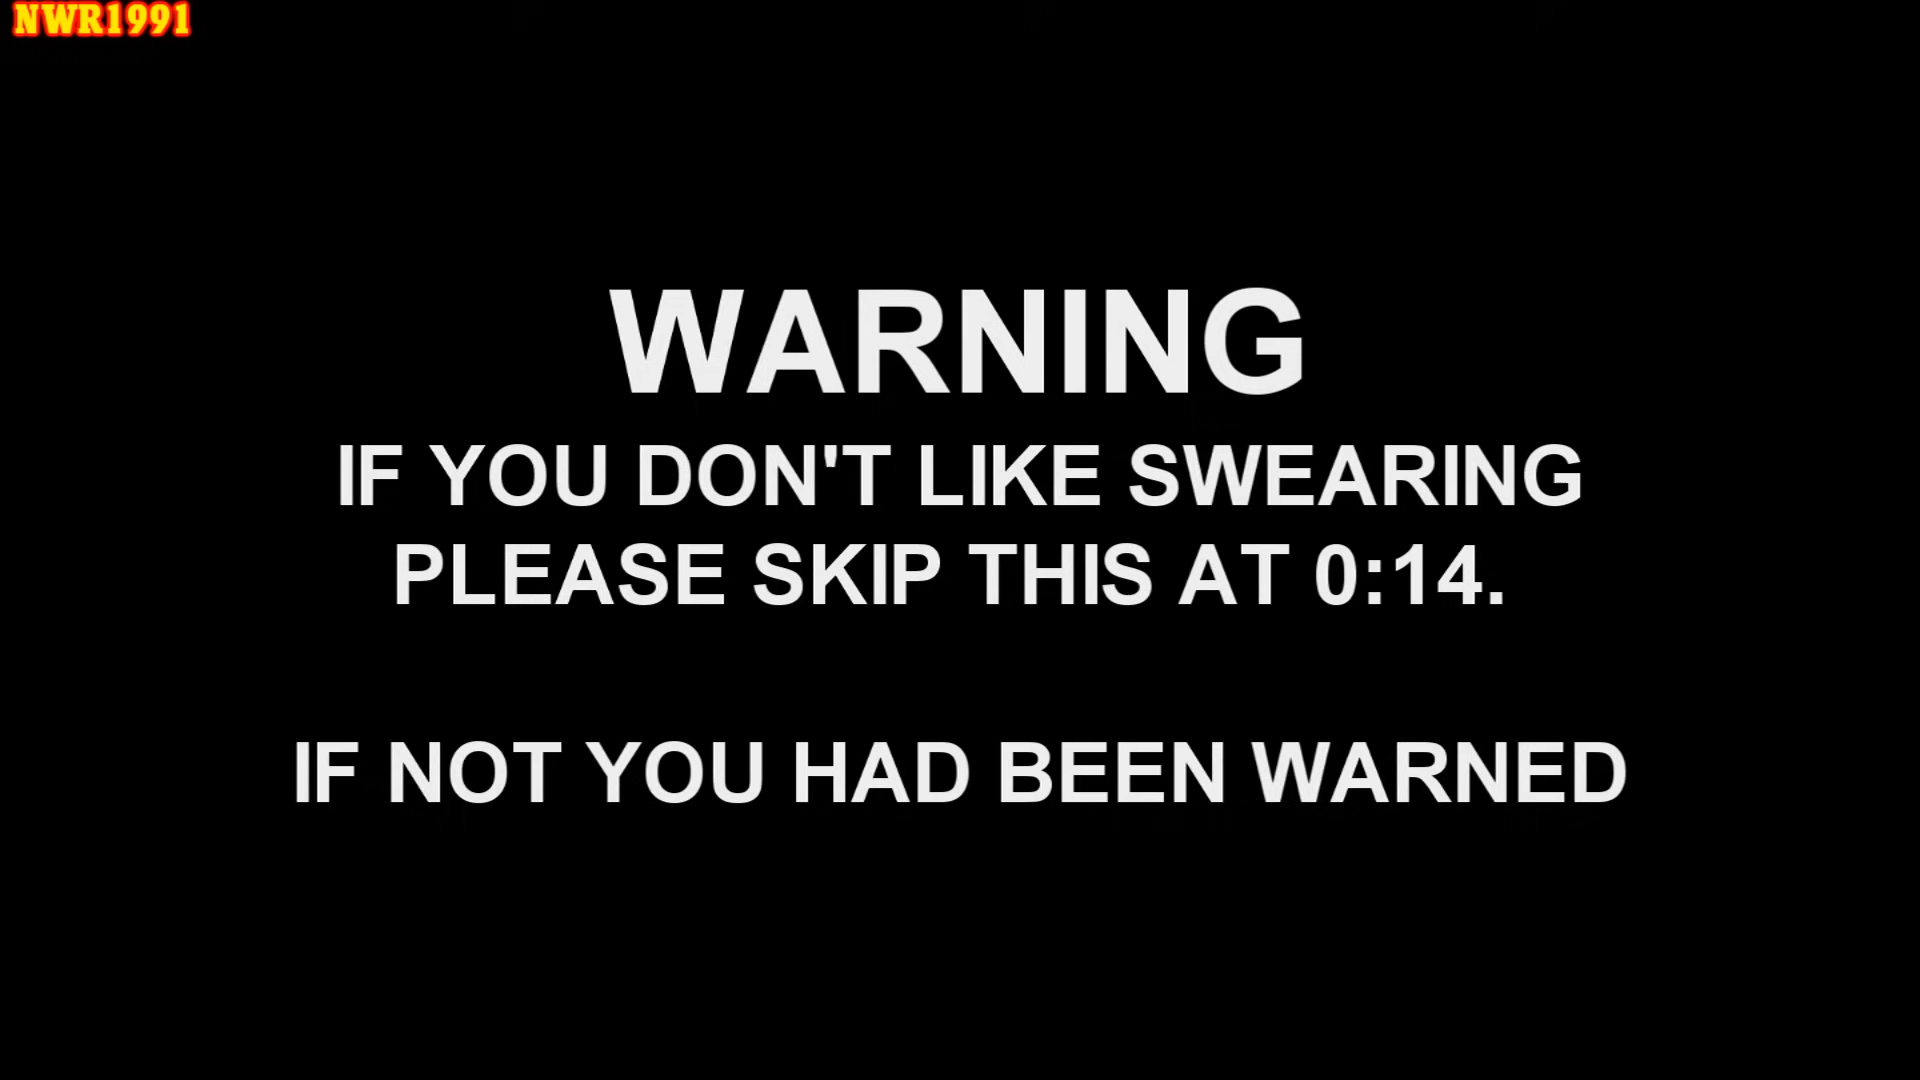 NWR1991
WARNING
IF YOU DON'T LIKE SWEARING
PLEASE SKIP THIS AT 0:14.
IF NOT YOU HAD BEEN WARNED